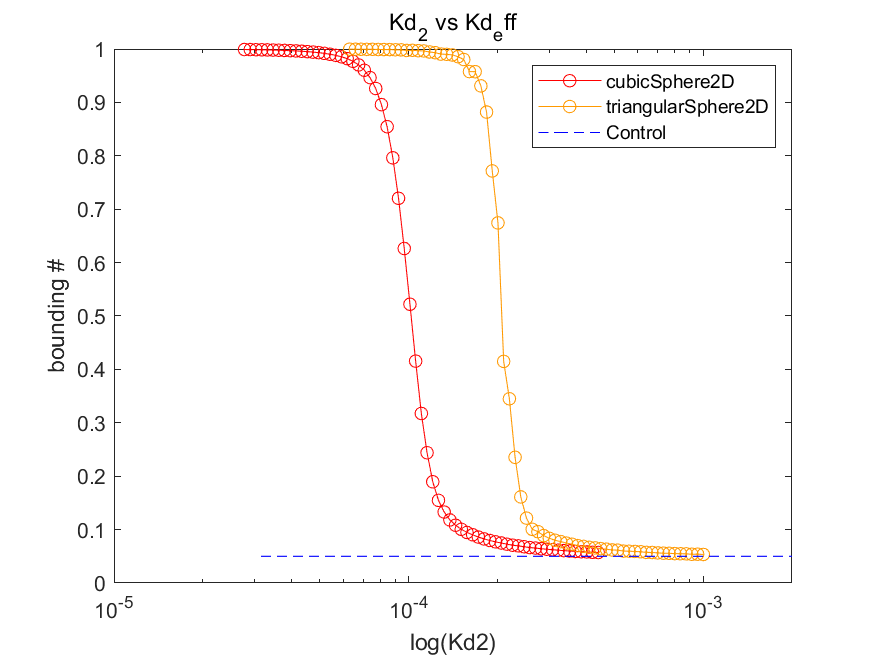 Kd2 vs Kdeff
1
0.9
0.8
0.7
0.6
0.5
0.4
0.3
0.2
0.1
0
bounding #
cubicSphere2D
triangularSphere2D
Control
10-5
10-4
10-3
log(Kd2)